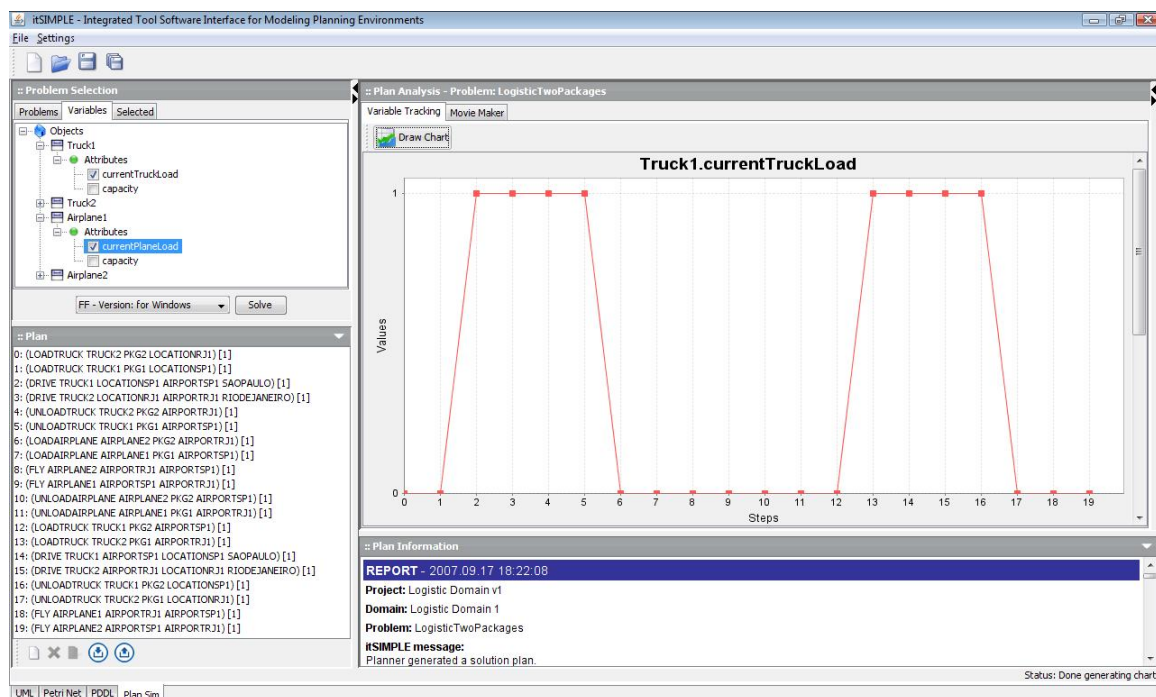 itSIMPLE - Integrated Tool Software Interface for Modeling Planning Environments
File Settings
:: Problem Selection
Problems Variables Selected
Objects
Truck1
Attributes
currentTruckLoad
capacity
Truck2
Airplane1
Attributes
currentPlaneLoad
capacity
Airplane2
FF - Version: for Windows Solve
:: Plan
0: (LOADTRUCK TRUCK2 PKG2 LOCATIONRJ1) [1]
1: (LOADTRUCK TRUCK1 PKG1 LOCATIONSP1) [1]
2: (DRIVE TRUCK1 LOCATIONSP1 AIRPORTSP1 SAOPAULO) [1]
3: (DRIVE TRUCK2 LOCATIONRJ1 AIRPORTRJ1 RIODEJANEIRO) [1]
4: (UNLOADTRUCK TRUCK2 PKG2 AIRPORTRJ1) [1]
5: (UNLOADTRUCK TRUCK1 PKG1 AIRPORTSP1) [1]
6: (LOADAIRPLANE AIRPLANE2 PKG2 AIRPORTRJ1) [1]
7: (LOADAIRPLANE AIRPLANE1 PKG1 AIRPORTSP1) [1]
8: (FLY AIRPLANE2 AIRPORTRJ1 AIRPORTSP1) [1]
9: (FLY AIRPLANE1 AIRPORTSP1 AIRPORTRJ1) [1]
10: (UNLOADAIRPLANE AIRPLANE2 PKG2 AIRPORTSP1) [1]
11: (UNLOADAIRPLANE AIRPLANE1 PKG1 AIRPORTRJ1) [1]
12: (LOADTRUCK TRUCK1 PKG2 AIRPORTSP1) [1]
13: (LOADTRUCK TRUCK2 PKG1 AIRPORTRJ1) [1]
14: (DRIVE TRUCK1 AIRPORTSP1 LOCATIONSP1 SAOPAULO) [1]
15: (DRIVE TRUCK2 AIRPORTRJ1 LOCATIONRJ1 RIODEJANEIRO) [1]
16: (UNLOADTRUCK TRUCK1 PKG2 LOCATIONSP1) [1]
17: (UNLOADTRUCK TRUCK2 PKG1 LOCATIONRJ1) [1]
18: (FLY AIRPLANE1 AIRPORTRJ1 AIRPORTSP1) [1]
19: (FLY AIRPLANE2 AIRPORTSP1 AIRPORTRJ1) [1]
:: Plan Analysis - Problem: LogisticTwoPackages
Variable Tracking Movie Maker
Draw Chart
Truck1.currentTruckLoad
1
Values
0
0 1 2 3 4 5 6 7 8 9 10 11 12 13 14 15 16 17 18 19
Steps
:: Plan Information
REPORT - 2007.09.17 18:22:08
Project: Logistic Domain v1
Domain: Logistic Domain 1
Problem: LogisticTwoPackages
itSIMPLE message:
Planner generated a solution plan.
Status: Done generating chart
UML Petri Net PDDL Plan Sim